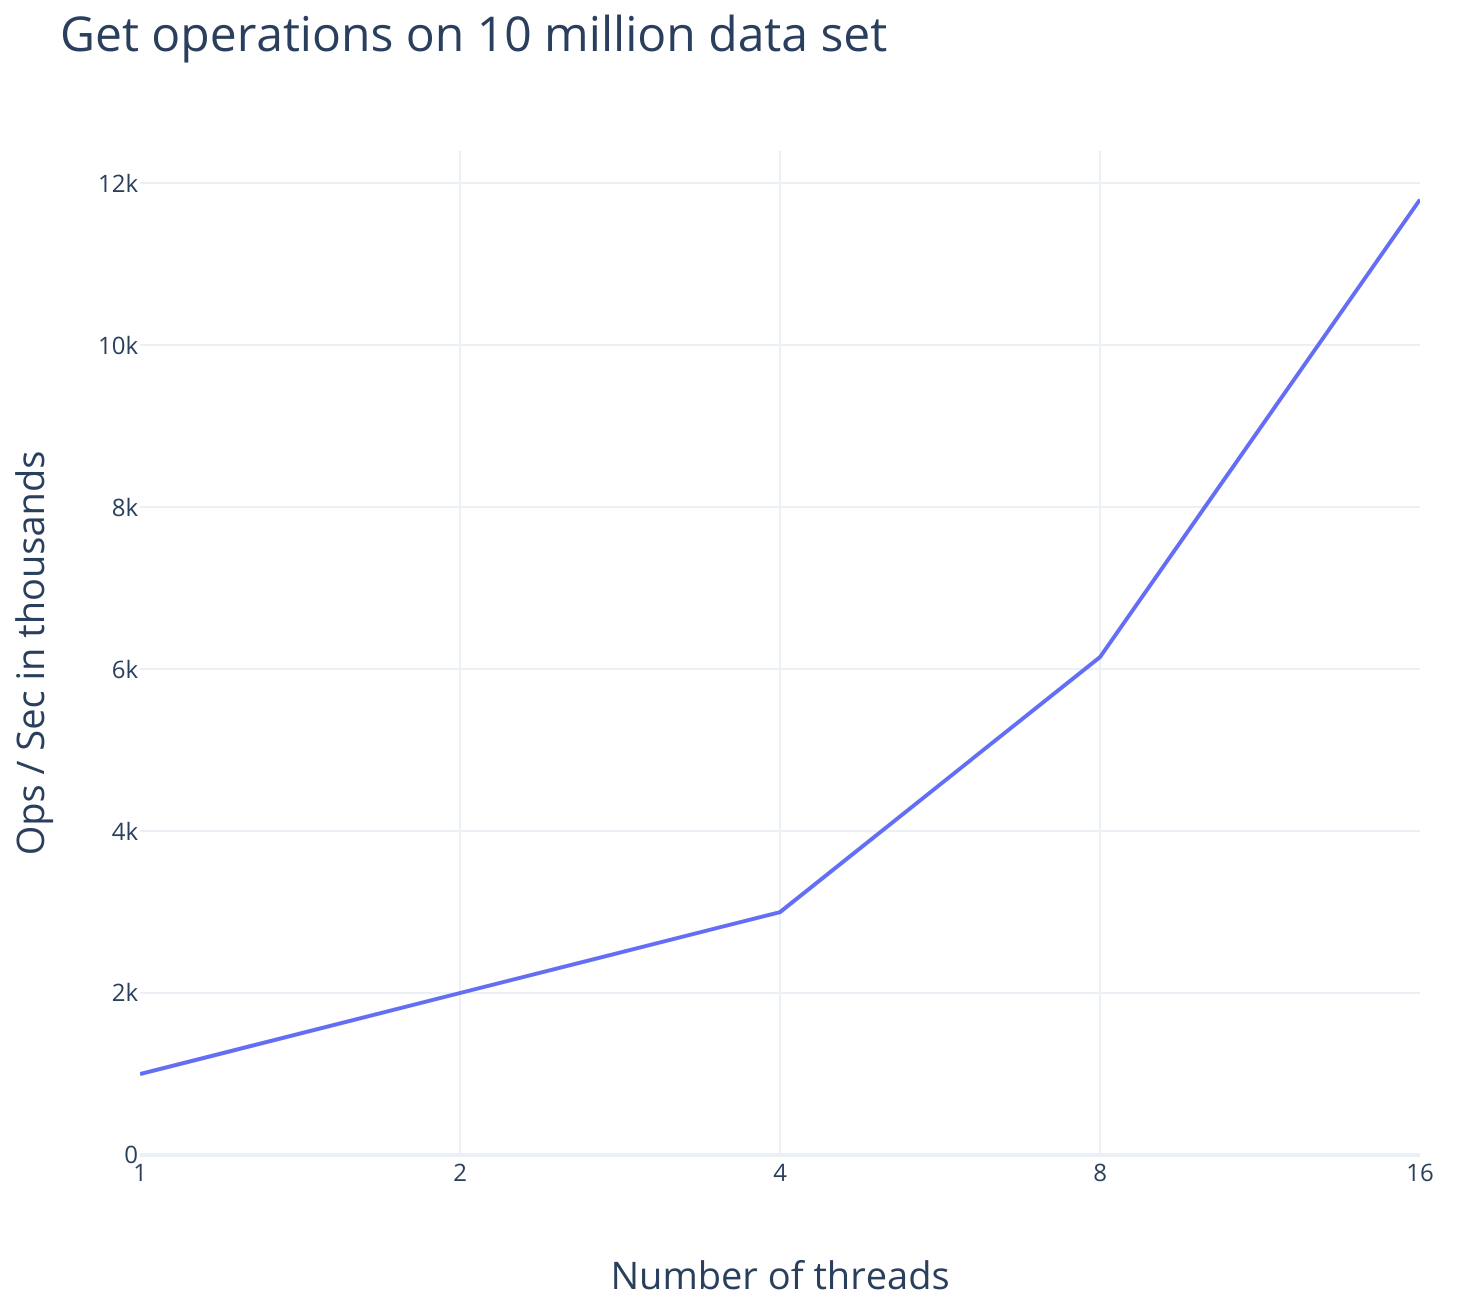 Get operations on 10 million data set
12k
10k
8k
6k
4k
2k
0
Ops / Sec in thousands
1 2 4 8 16
Number of threads